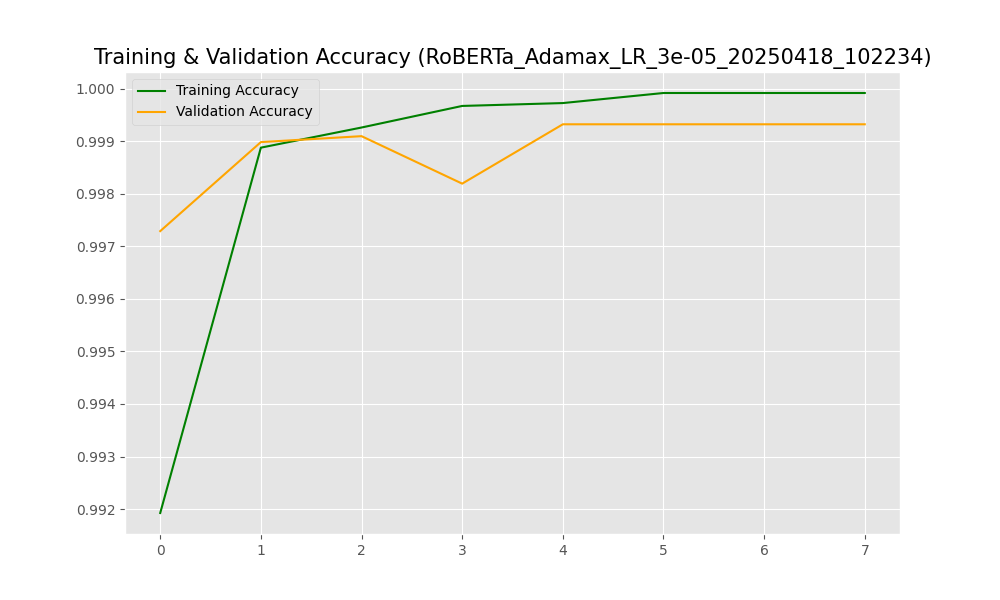 Training & Validation Accuracy (RoBERTa_Adamax_LR_3e-05_20250418_102234)
Training Accuracy
Validation Accuracy
1.000
0.999
0.998
0.997
0.996
0.995
0.994
0.993
0.992
0 1 2 3 4 5 6 7